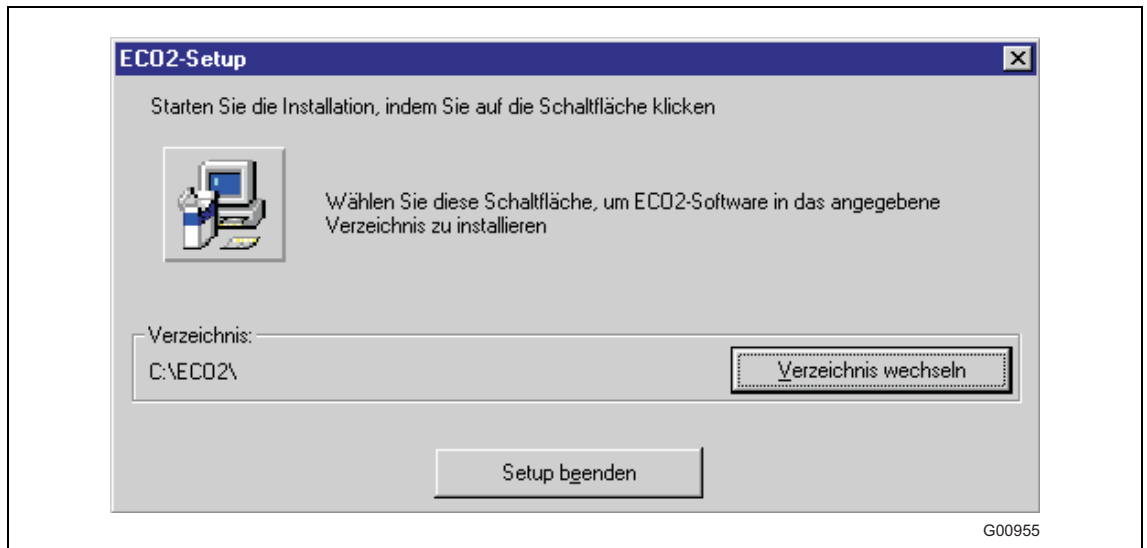 ECO2-Setup
Starten Sie die Installation, indem Sie auf die Schaltfläche klicken
Wählen Sie diese Schaltfläche, um ECO2-Software in das angegebene
Verzeichnis zu installieren
Verzeichnis:
C:\ECO2\
Verzeichnis wechseln
Setup beenden
G00955